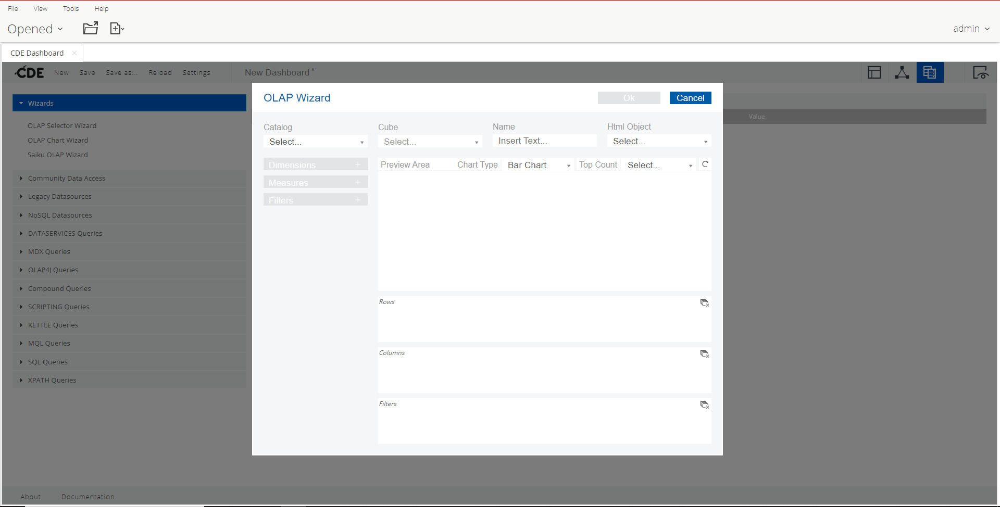 File View Tools Help
Opened
admin
CDE Dashboard
CDE New Save Save as... Reload Settings New Dashboard *
Wizards
OLAP Selector Wizard
OLAP Chart Wizard
Saiku OLAP Wizard
Community Data Access
Legacy Datasources
NoSQL Datasources
DATASERVICES Queries
MDX Queries
OLAP4J Queries
Compound Queries
SCRIPTING Queries
KETTLE Queries
MQL Queries
SQL Queries
XPATH Queries
Value
OLAP Wizard Ok Cancel
Catalog Cube Name Html Object
Select... Select... Insert Text... Select...
Dimensions +
Measures +
Filters +
Preview Area Chart Type Bar Chart Top Count Select...
Rows
Columns
Filters
About Documentation